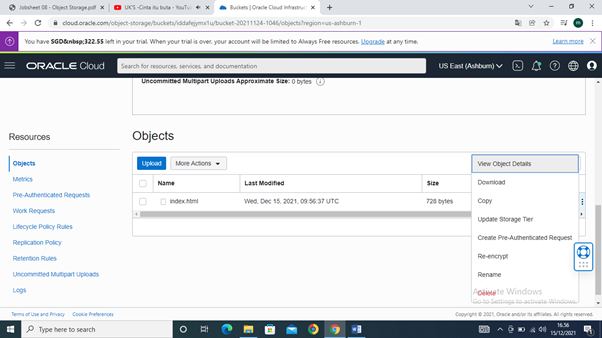 Jobsheet 08 - Object Storage.pdf
UK'S -Cinta itu buta - YouTube
Buckets | Oracle Cloud Infrastruct
cloud.oracle.com/object-storage/buckets/iddafejymx1u/bucket-20211124-1046/objects?region=us-ashburn-1
You have SGD&nbsp;322.55 left in your trial. When your trial is over, your account will be limited to Always Free resources. Upgrade at any time.
Learn more
ORACLE Cloud
Search for resources, services, and documentation
US East (Ashburn)
Uncommitted Multipart Uploads Approximate Size: 0 bytes
Resources
Objects
Metrics
Pre-Authenticated Requests
Work Requests
Lifecycle Policy Rules
Replication Policy
Retention Rules
Uncommitted Multipart Uploads
Logs
Objects
Upload
More Actions
Name
Last Modified
Size
index.html
Wed, Dec 15, 2021, 09:56:37 UTC
728 bytes
View Object Details
Download
Copy
Update Storage Tier
Create Pre-Authenticated Request
Re-encrypt
Rename
Delete
Activate Windows
Go to Settings to activate Windows.
Terms of Use and Privacy
Cookie Preferences
Copyright © 2021, Oracle and/or its affiliates. All rights reserved.
Type here to search
16.56
15/12/2021